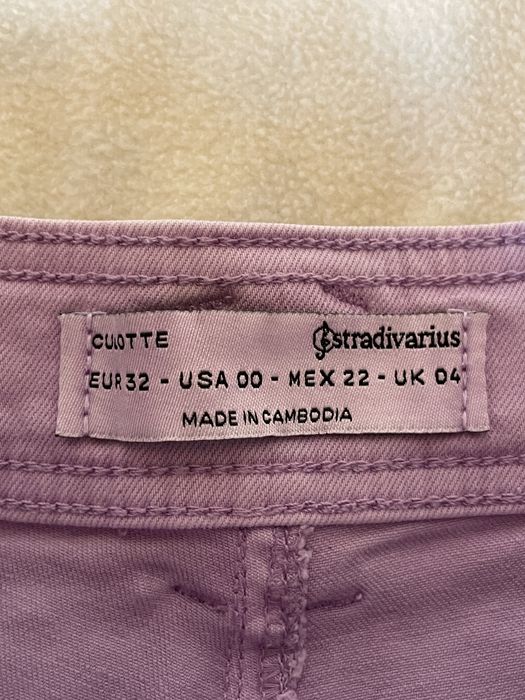 CULOTTE stradivarius
EUR 32 - USA 00 - MEX 22 - UK 04
MADE IN CAMBODIA